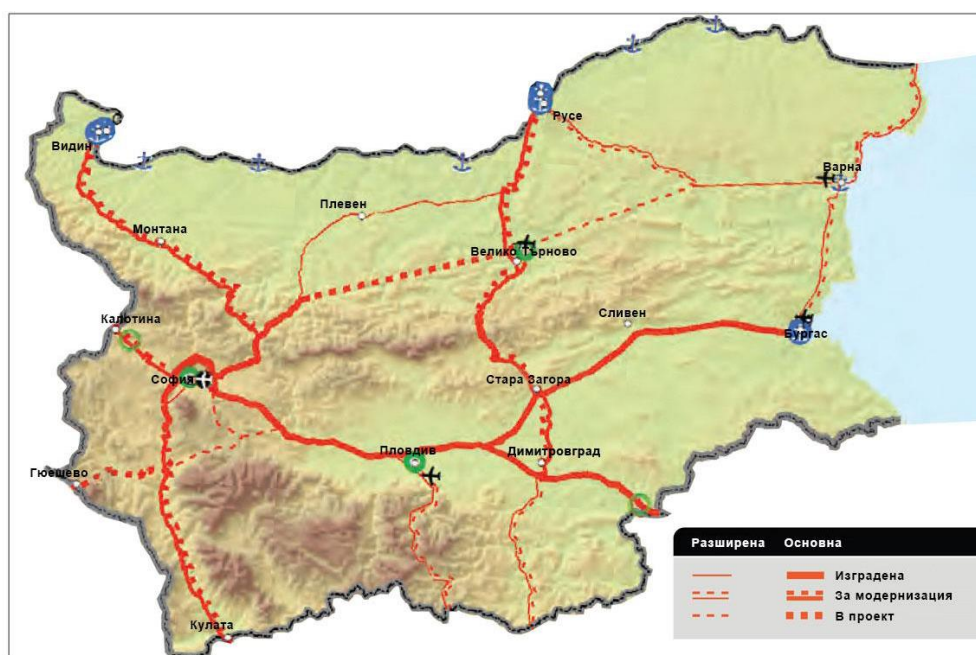 Русе
Видин
Варна
Плевен
Монтана
Велико Търново
Калотина
Сливен
Бургас
София
Стара Загора
Пловдив
Димитровград
Гюешево
Кулата
Разширена Основна
Изградена
За модернизация
В проект